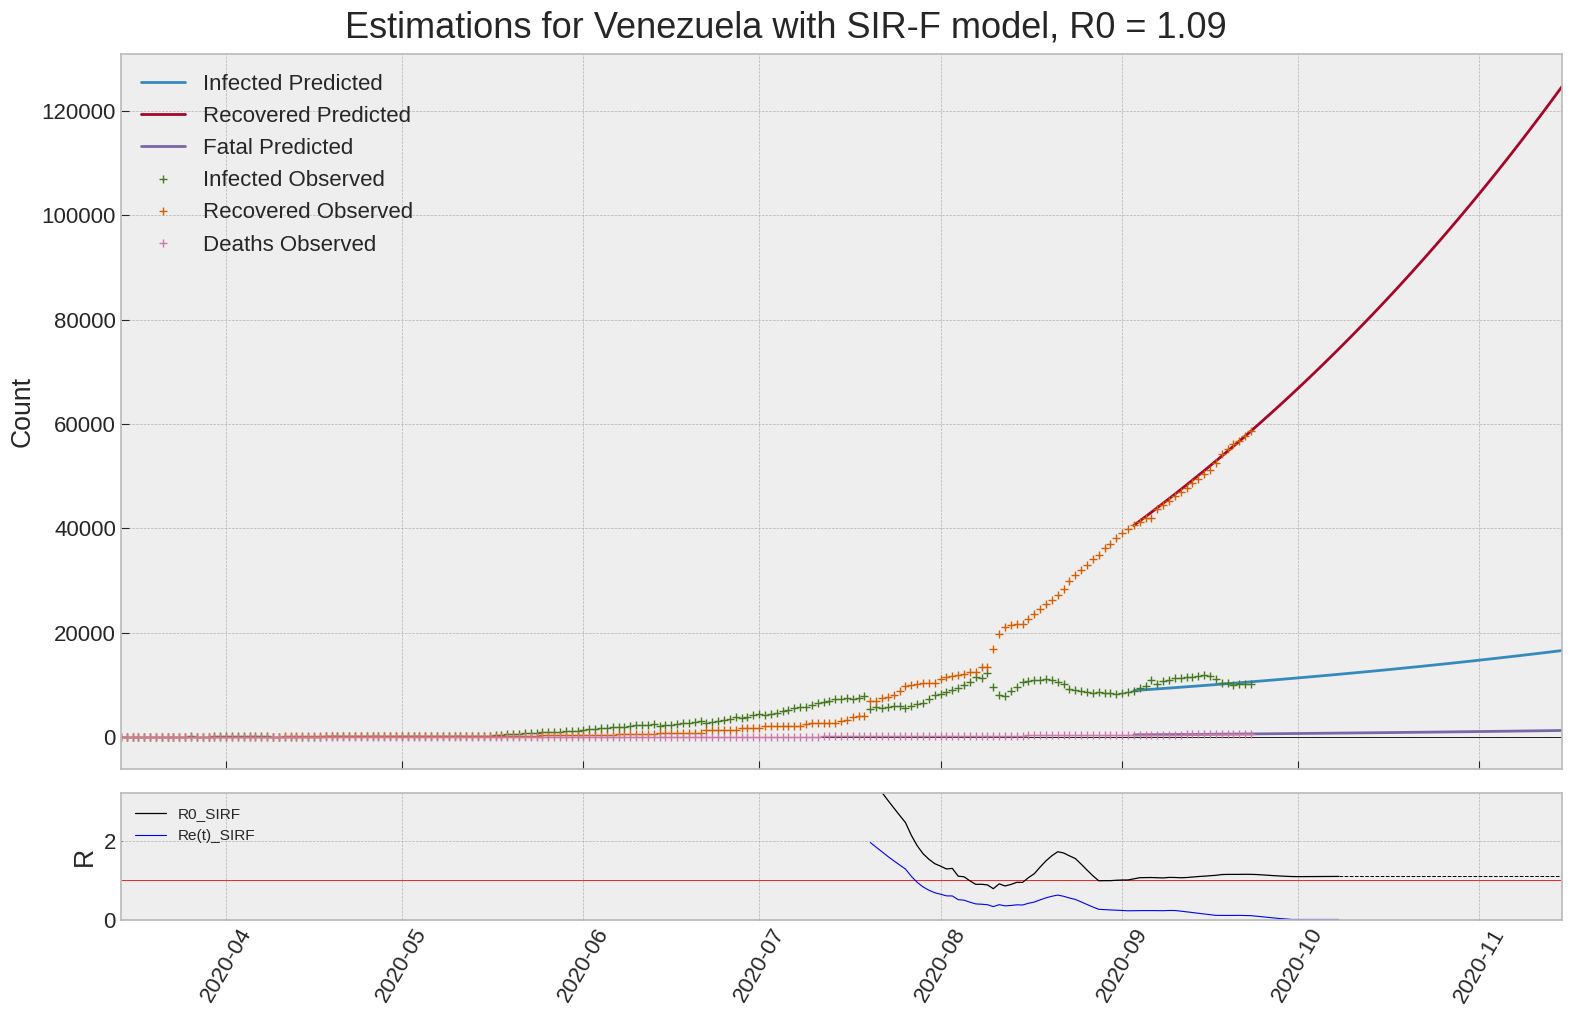 Estimations for Venezuela with SIR-F model, R0 = 1.09
Infected Predicted
Recovered Predicted
Fatal Predicted
Infected Observed
Recovered Observed
Deaths Observed
120000
100000
80000
60000
40000
20000
0
Count
R0_SIRF
Re(t)_SIRF
2
0
R
2020-04
2020-05
2020-06
2020-07
2020-08
2020-09
2020-10
2020-11